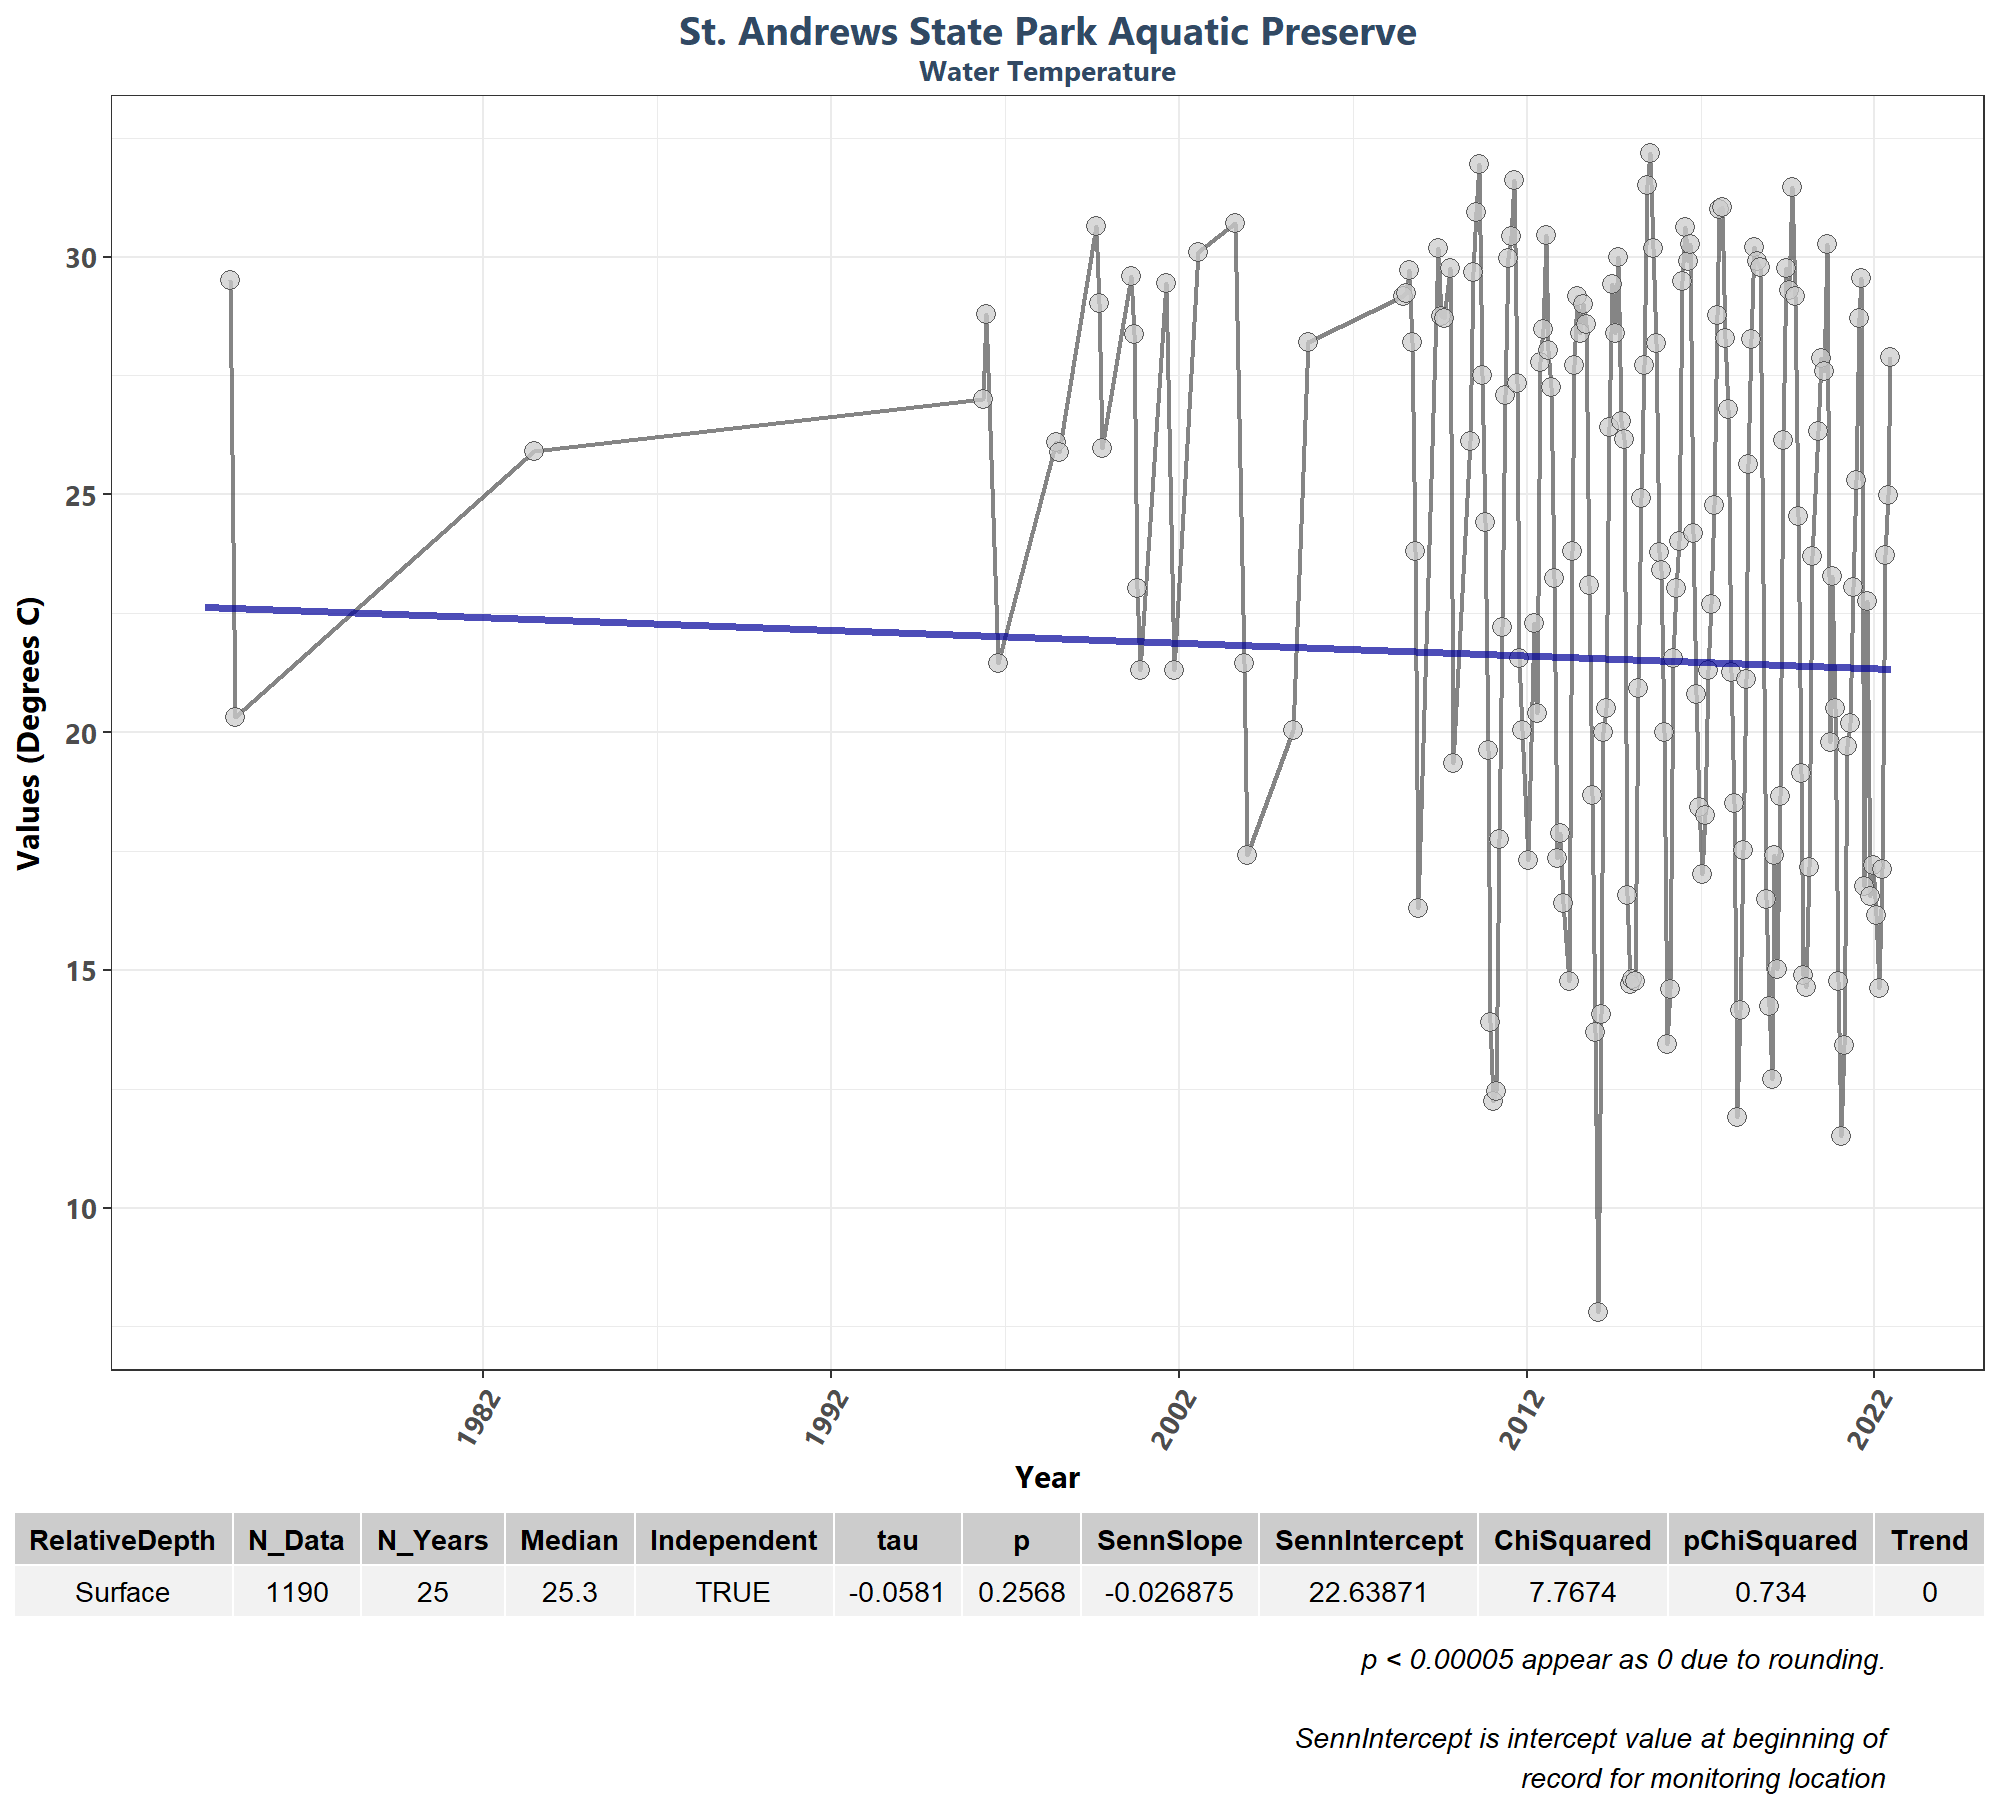 St. Andrews State Park Aquatic Preserve
Water Temperature
Values (Degrees C)
30
25
20
15
10
1982
1992
2002
2012
2022
Year
RelativeDepth N_Data N_Years Median Independent tau p SennSlope SennIntercept ChiSquared pChiSquared Trend
Surface 1190 25 25.3 TRUE -0.0581 0.2568 -0.026875 22.63871 7.7674 0.734 0
p < 0.00005 appear as 0 due to rounding.
SennIntercept is intercept value at beginning of
record for monitoring location